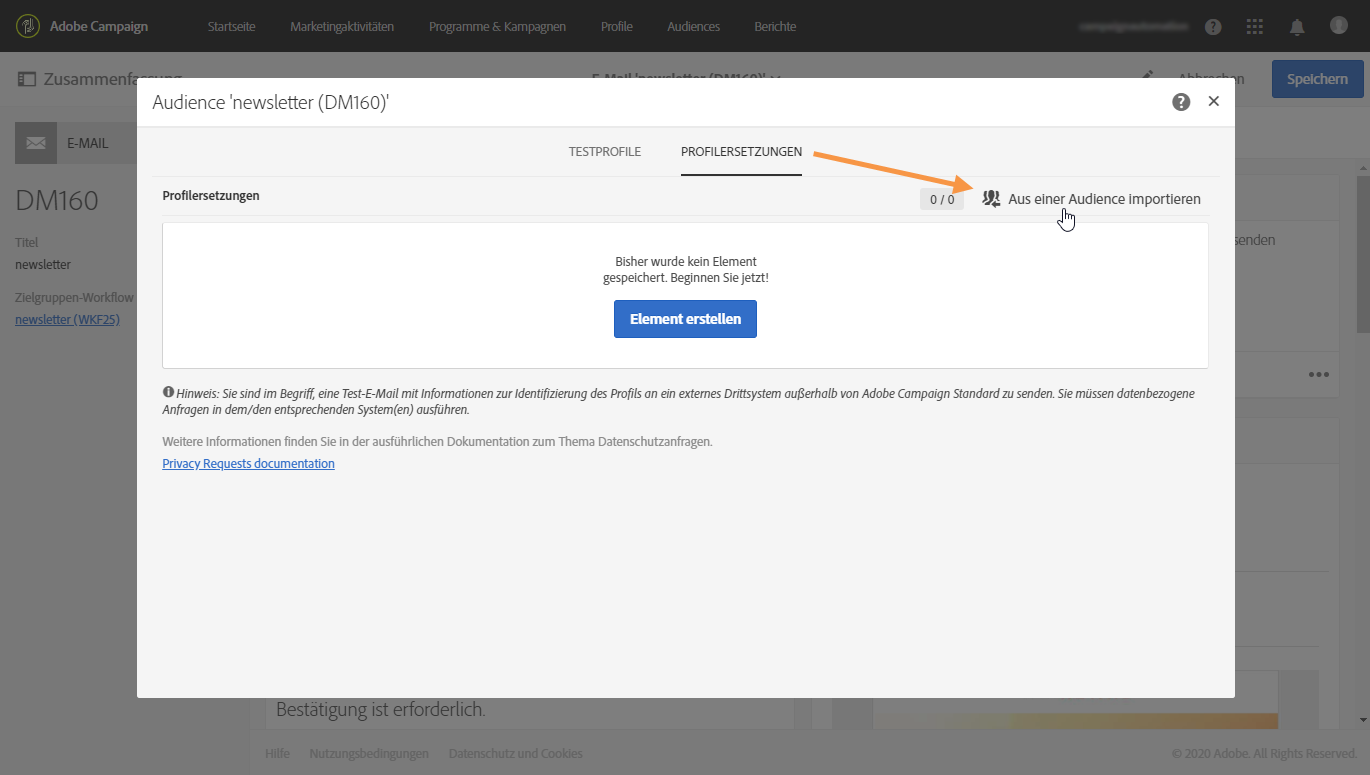 Adobe Campaign
Startseite
Marketingaktivitäten
Programme & Kampagnen
Profile
Audiences
Berichte
Zusammenfassung
E-Mail 'newsletter (DM160)'
Abbrechen
Speichern
Audience 'newsletter (DM160)'
E-MAIL
TESTPROFILE
PROFILERSETZUNGEN
Profilersetzungen
0 / 0
Aus einer Audience importieren
DM160
Titel
newsletter
Zielgruppen-Workflow
newsletter (WKF25)
senden
Bisher wurde kein Element
gespeichert. Beginnen Sie jetzt!
Element erstellen
Hinweis: Sie sind im Begriff, eine Test-E-Mail mit Informationen zur Identifizierung des Profils an ein externes Drittsystem außerhalb von Adobe Campaign Standard zu senden. Sie müssen datenbezogene
Anfragen in dem/den entsprechenden System(en) ausführen.
Weitere Informationen finden Sie in der ausführlichen Dokumentation zum Thema Datenschutzanfragen.
Privacy Requests documentation
Bestätigung ist erforderlich.
Hilfe
Nutzungsbedingungen
Datenschutz und Cookies
© 2020 Adobe. All Rights Reserved.